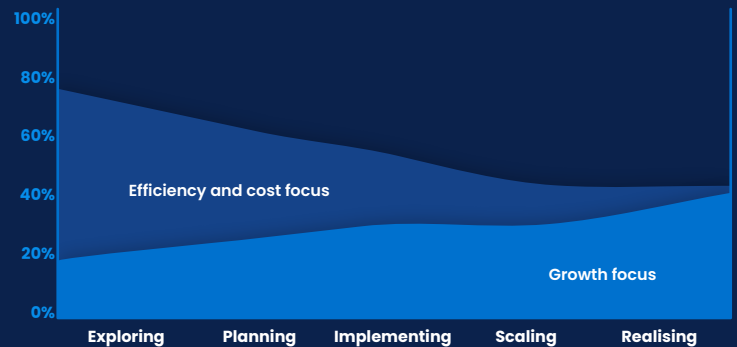 100%
80%
60%
40%
20%
0%
Efficiency and cost focus
Growth focus
Exploring Planning Implementing Scaling Realising